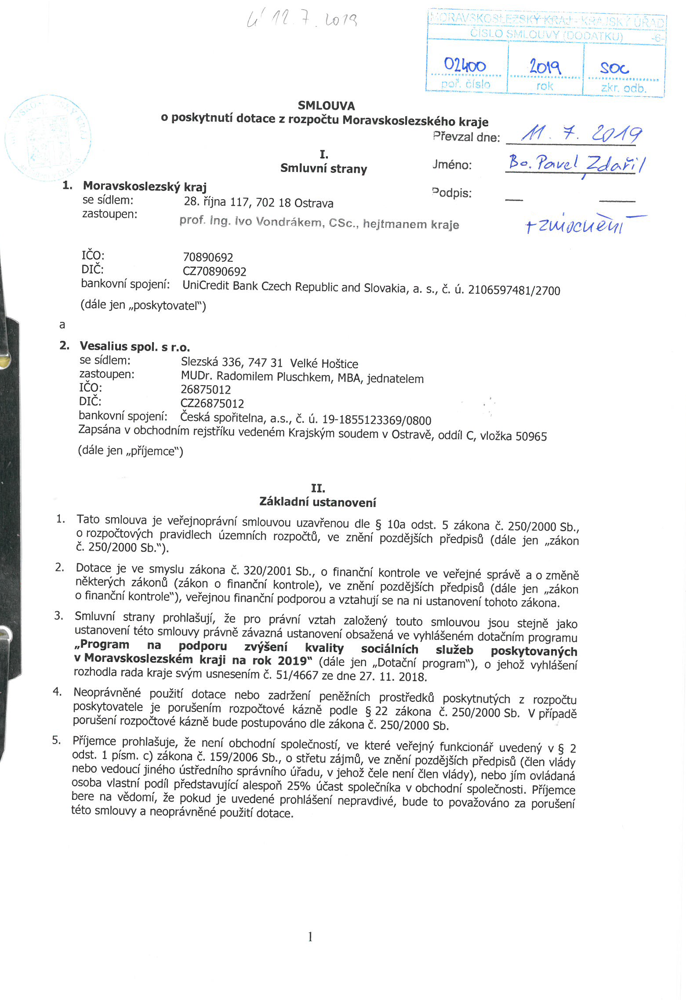 12.7.2019
MORAVSKOSLEZSKÝ KRAJ - KRAJSKÝ ÚŘAD
ČÍSLO SMLOUVY (DODATKU) -6-
02400 2019 SOC
poř. číslo rok zkr. odb.
SMLOUVA
o poskytnutí dotace z rozpočtu Moravskoslezského kraje
Převzal dne: 11. 7. 2019
I.
Smluvní strany
Jméno: Bc. Pavel Zdařil
1. Moravskoslezský kraj
Podpis:
se sídlem: 28. října 117, 702 18 Ostrava
zastoupen: prof. Ing. Ivo Vondrákem, CSc., hejtmanem kraje
+ zmocnění
IČO: 70890692
DIČ: CZ70890692
bankovní spojení: UniCredit Bank Czech Republic and Slovakia, a. s., č. ú. 2106597481/2700
(dále jen „poskytovatel“)
a
2. Vesalius spol. s r.o.
se sídlem: Slezská 336, 747 31 Velké Hoštice
zastoupen: MUDr. Radomilem Pluschkem, MBA, jednatelem
IČO: 26875012
DIČ: CZ26875012
bankovní spojení: Česká spořitelna, a.s., č. ú. 19-1855123369/0800
Zapsána v obchodním rejstříku vedeném Krajským soudem v Ostravě, oddíl C, vložka 50965
(dále jen „příjemce“)
II.
Základní ustanovení
1. Tato smlouva je veřejnoprávní smlouvou uzavřenou dle § 10a odst. 5 zákona č. 250/2000 Sb.,
o rozpočtových pravidlech územních rozpočtů, ve znění pozdějších předpisů (dále jen „zákon
č. 250/2000 Sb.“).
2. Dotace je ve smyslu zákona č. 320/2001 Sb., o finanční kontrole ve veřejné správě a o změně
některých zákonů (zákon o finanční kontrole), ve znění pozdějších předpisů (dále jen „zákon
o finanční kontrole“), veřejnou finanční podporou a vztahují se na ni ustanovení tohoto zákona.
3. Smluvní strany prohlašují, že pro právní vztah založený touto smlouvou jsou stejně jako
ustanovení této smlouvy právně závazná ustanovení obsažená ve vyhlášeném dotačním programu
„Program na podporu zvýšení kvality sociálních služeb poskytovaných
v Moravskoslezském kraji na rok 2019“ (dále jen „Dotační program“), o jehož vyhlášení
rozhodla rada kraje svým usnesením č. 51/4667 ze dne 27. 11. 2018.
4. Neoprávněné použití dotace nebo zadržení peněžních prostředků poskytnutých z rozpočtu
poskytovatele je porušením rozpočtové kázně podle § 22 zákona č. 250/2000 Sb. V případě
porušení rozpočtové kázně bude postupováno dle zákona č. 250/2000 Sb.
5. Příjemce prohlašuje, že není obchodní společností, ve které veřejný funkcionář uvedený v § 2
odst. 1 písm. c) zákona č. 159/2006 Sb., o střetu zájmů, ve znění pozdějších předpisů (člen vlády
nebo vedoucí jiného ústředního správního úřadu, v jehož čele není člen vlády), nebo jím ovládaná
osoba vlastní podíl představující alespoň 25% účast společníka v obchodní společnosti. Příjemce
bere na vědomí, že pokud je uvedené prohlášení nepravdivé, bude to považováno za porušení
této smlouvy a neoprávněné použití dotace.
1